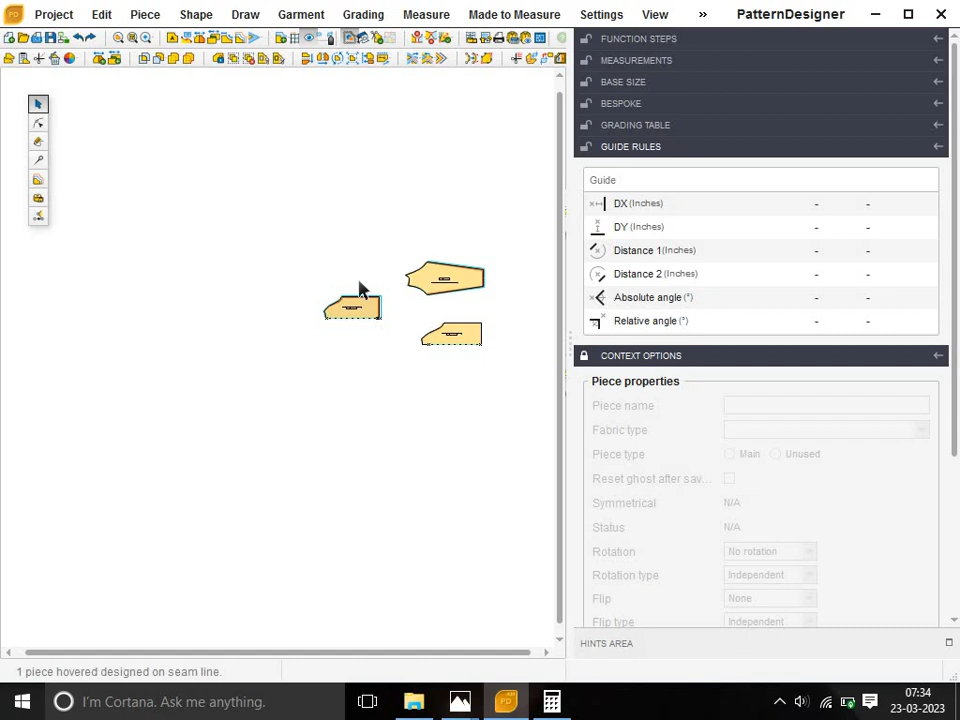 Project Edit Piece Shape Draw Garment Grading Measure Made to Measure Settings View » PatternDesigner
FUNCTION STEPS
MEASUREMENTS
BASE SIZE
BESPOKE
GRADING TABLE
GUIDE RULES
Guide
DX (Inches) - -
DY (Inches) - -
Distance 1(Inches) - -
Distance 2 (Inches) - -
Absolute angle (°) - -
Relative angle (°) - -
CONTEXT OPTIONS
Piece properties
Piece name
Fabric type
Piece type Main Unused
Reset ghost after sav...
Symmetrical N/A
Status N/A
Rotation No rotation
Rotation type Independent
Flip None
Flip type Independent
HINTS AREA
1 piece hovered designed on seam line.
I'm Cortana. Ask me anything.
PD
07:34
23-03-2023